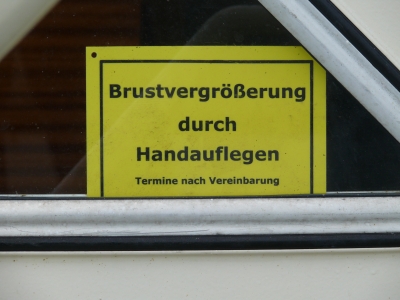 Brustvergrößerung
durch
Handauflegen
Termine nach Vereinbarung